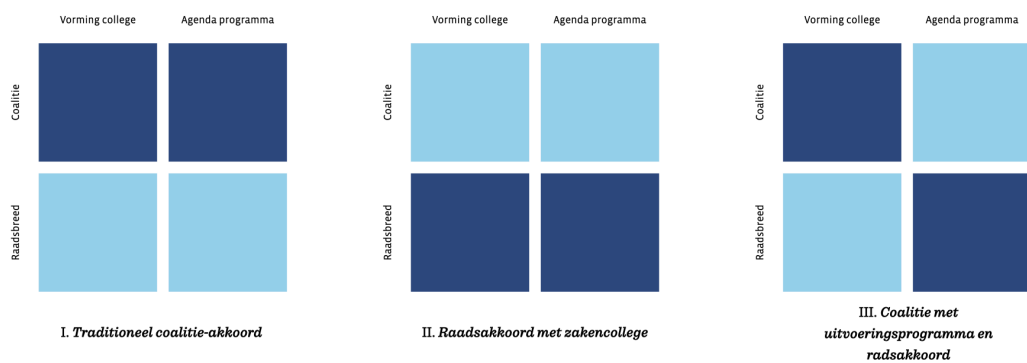 Vorming college Agenda programma
Coalitie
Raadsbreed
I. Traditioneel coalitie-akkoord
Vorming college Agenda programma
Coalitie
Raadsbreed
II. Raadsakkoord met zakencollege
Vorming college Agenda programma
Coalitie
Raadsbreed
III. Coalitie met
uitvoeringsprogramma en
radsakkoord